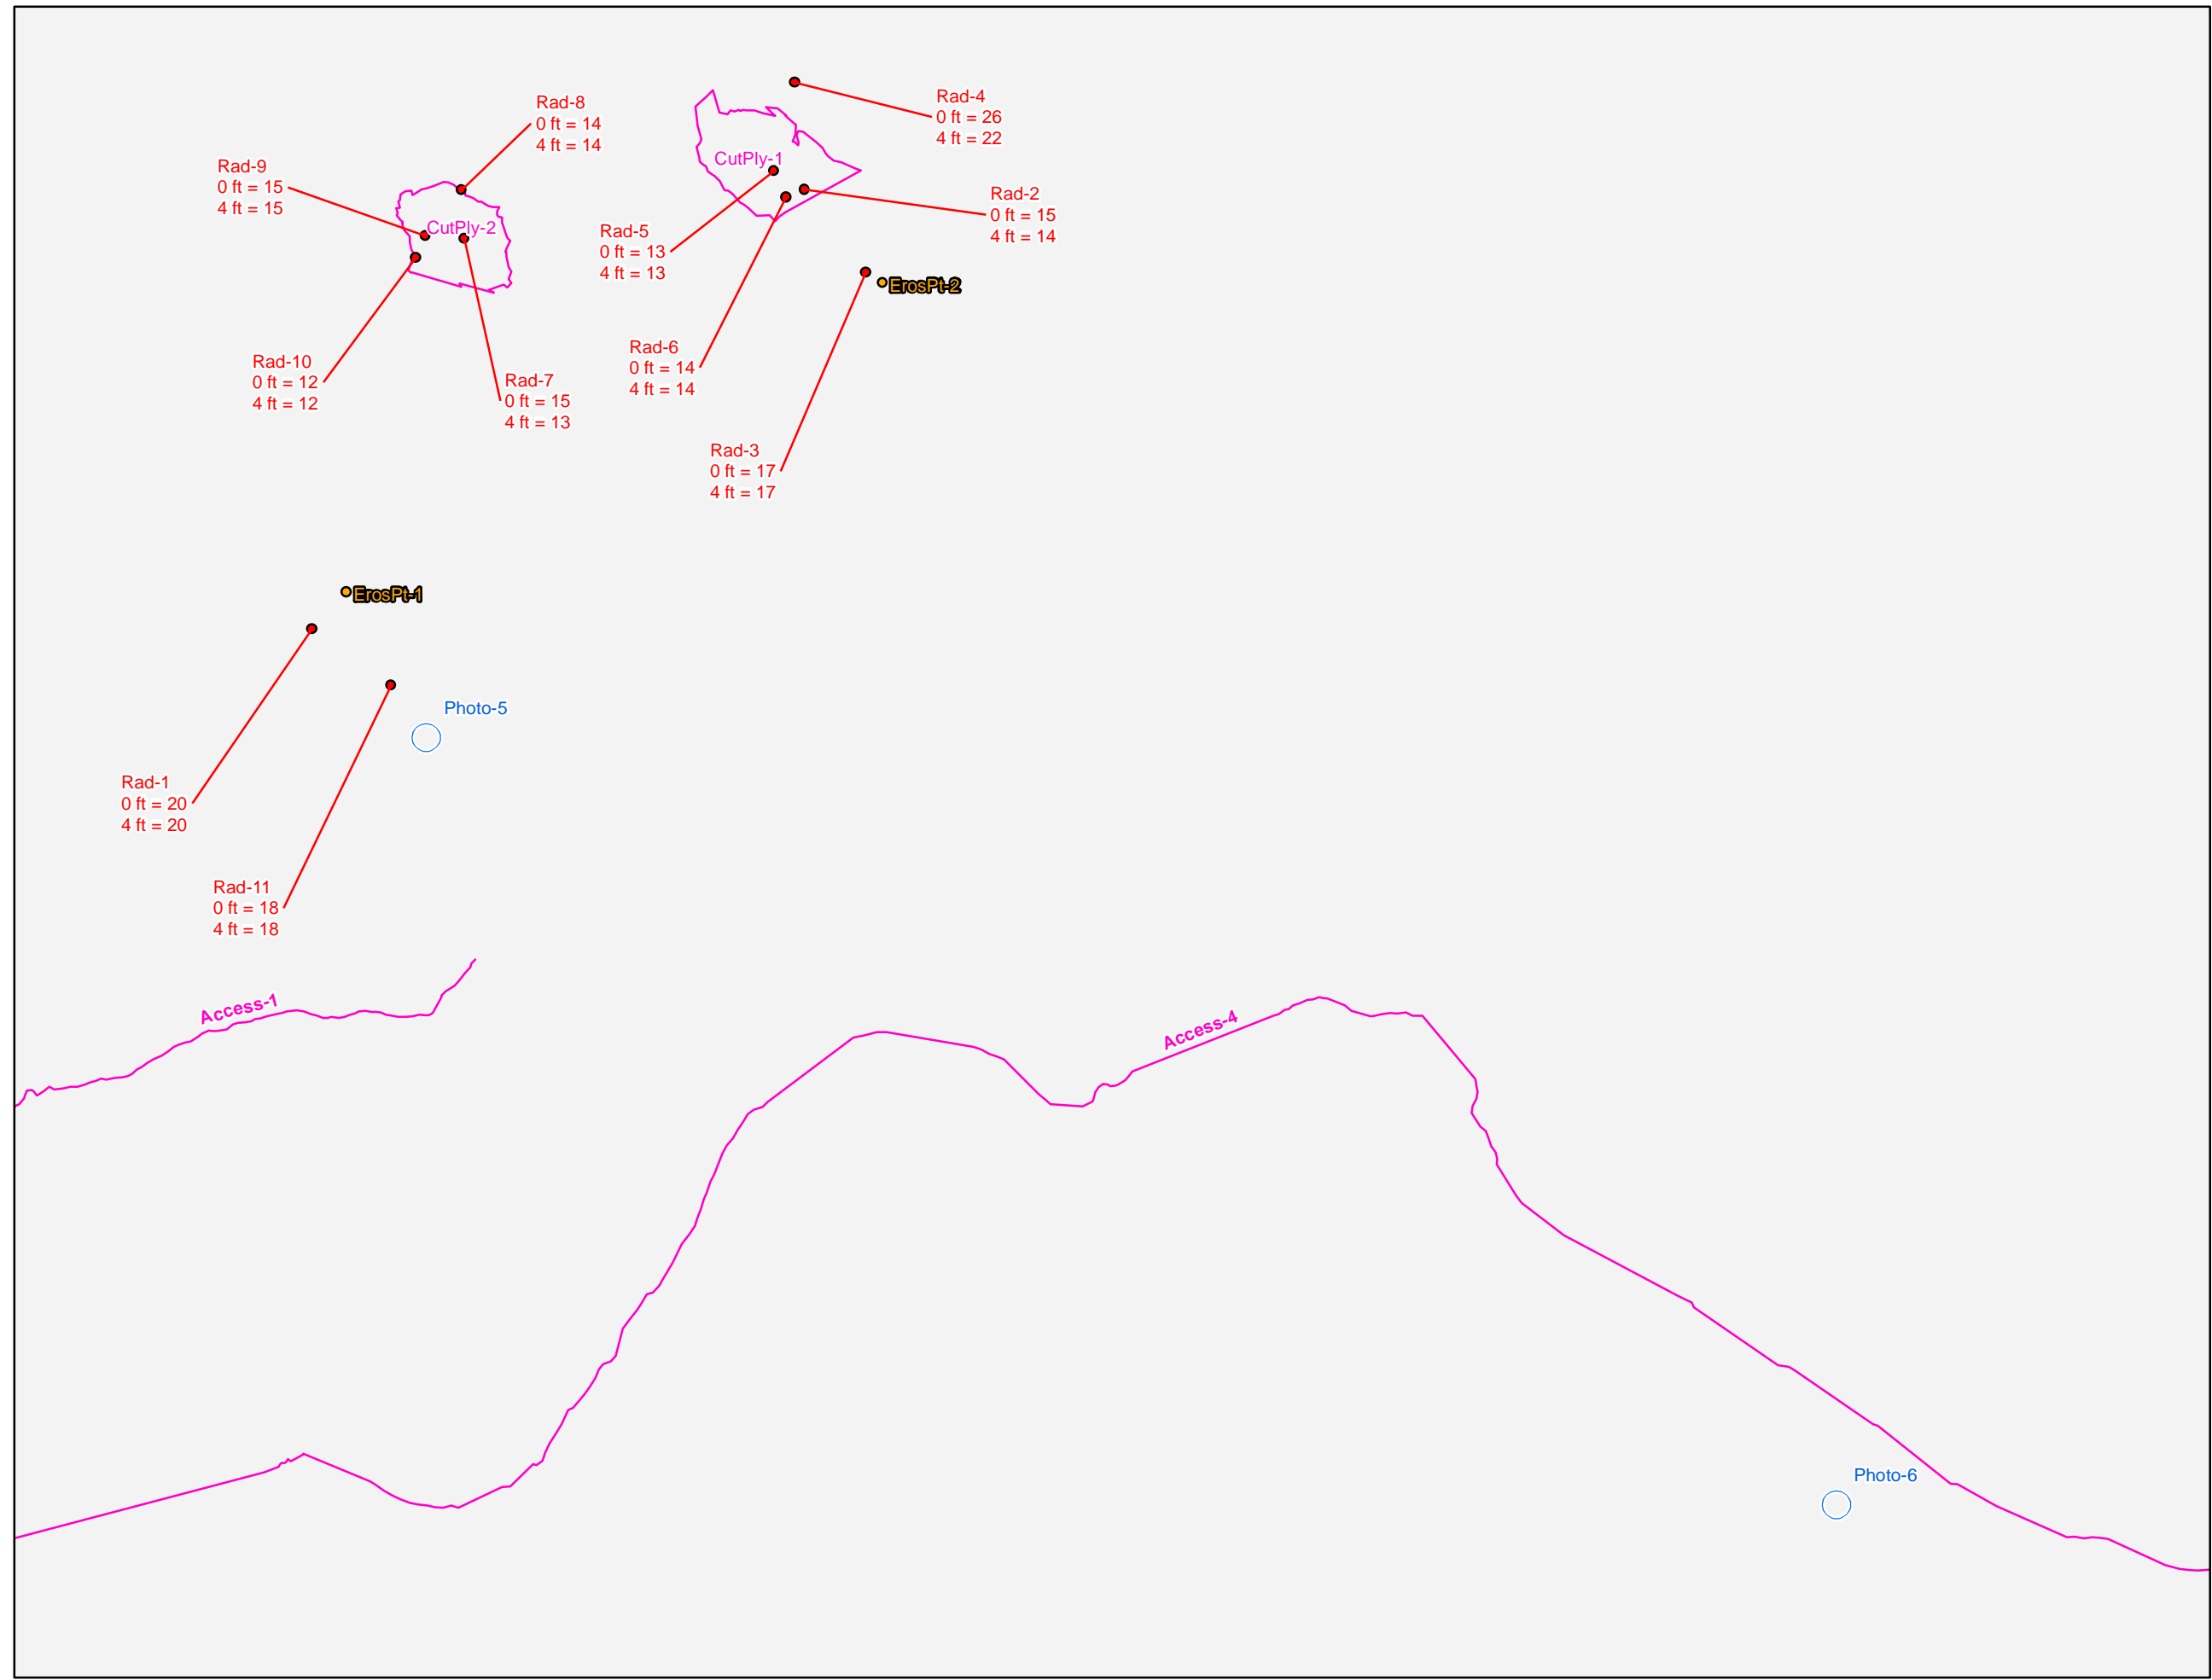 Rad-4
0 ft = 26
4 ft = 22
Rad-8
0 ft = 14
4 ft = 14
CutPly-1
Rad-9
0 ft = 15
4 ft = 15
Rad-2
0 ft = 15
4 ft = 14
CutPly-2
Rad-5
0 ft = 13
4 ft = 13
ErosPt-2
Rad-6
0 ft = 14
4 ft = 14
Rad-10
0 ft = 12
4 ft = 12
Rad-7
0 ft = 15
4 ft = 13
Rad-3
0 ft = 17
4 ft = 17
ErosPt-1
Photo-5
Rad-1
0 ft = 20
4 ft = 20
Rad-11
0 ft = 18
4 ft = 18
Access-1
Access-4
Photo-6